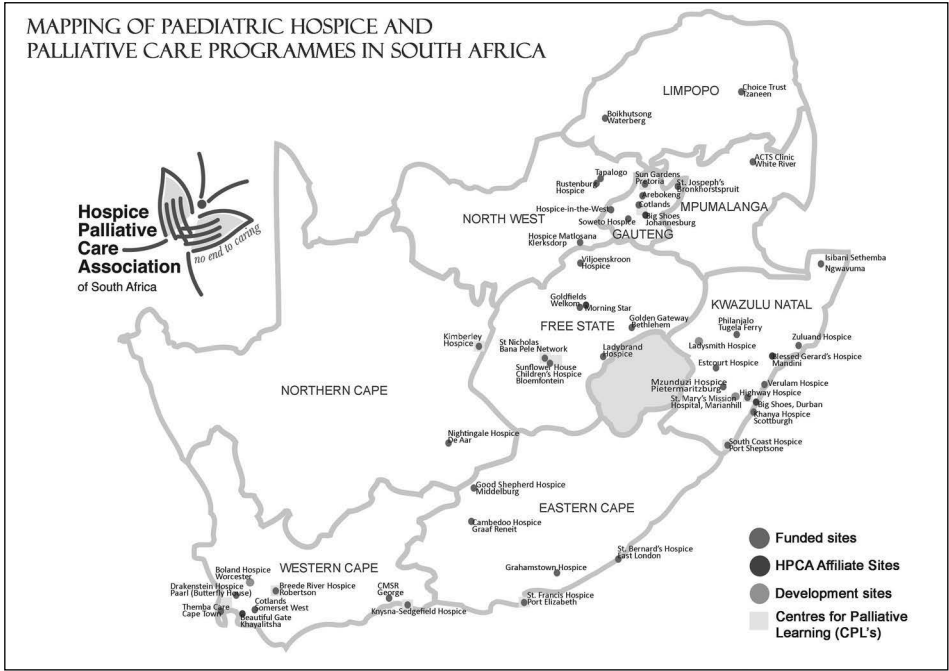 MAPPING OF PAEDIATRIC HOSPICE AND
PALLIATIVE CARE PROGRAMMES IN SOUTH AFRICA
Hospice
Palliative
Care
Association
of South Africa
no end to caring
LIMPOPO
Choice Trust
Tzaneen
Boikhutsong
Waterberg
ACTS Clinic
White River
Tapalogo
Rustenburg
Hospice
Sun Gardens
Pretoria
St. Jospeph's
Bronkhorstspruit
Arebokeng
Cotlands
MPUMALANGA
Hospice-in-the-West
Big Shoes
Johannesburg
Soweto Hospice
NORTH WEST
GAUTENG
Hospice Matlosana
Klerksdorp
Viljoenskroon
Hospice
Isibani Sethemba
Ngwavuma
Goldfields
Welkom
Morning Star
KWAZULU NATAL
Golden Gateway
Bethlehem
FREE STATE
Philanjalo
Tugela Ferry
Kimberley
Hospice
St Nicholas
Bana Pele Network
Ladybrand
Hospice
Ladysmith Hospice
Zuluand Hospice
Sunflower House
Children's Hospice
Bloemfontein
Estcourt Hospice
Blessed Gerard's Hospice
Mandini
NORTHERN CAPE
Mzunduzi Hospice
Pietermaritzburg
Verulam Hospice
Highway Hospice
St. Mary's Mission
Hospital, Marianhill
Big Shoes, Durban
Khanya Hospice
Scottburgh
Nightingale Hospice
De Aar
South Coast Hospice
Port Sheptsone
Good Shepherd Hospice
Middelburg
EASTERN CAPE
Cambedoo Hospice
Graaf Reneit
St. Bernard's Hospice
East London
Grahamstown Hospice
WESTERN CAPE
Boland Hospice
Worcester
Drakenstein Hospice
Paarl (Butterfly House)
Breede River Hospice
Robertson
CMSR
George
Cotlands
Somerset West
Themba Care
Cape Town
Beautiful Gate
Khayalitsha
Knysna-Sedgefield Hospice
St. Francis Hospice
Port Elizabeth
Funded sites
HPCA Affiliate Sites
Development sites
Centres for Palliative
Learning (CPL's)